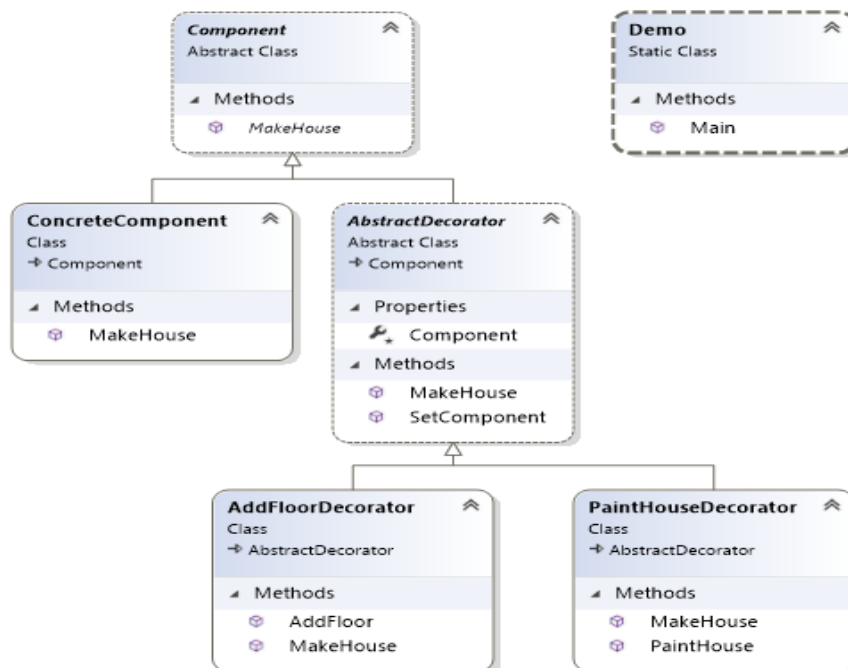 Component
Abstract Class
Methods
MakeHouse
Demo
Static Class
Methods
Main
ConcreteComponent
Class
Component
Methods
MakeHouse
AbstractDecorator
Abstract Class
Component
Properties
Component
Methods
MakeHouse
SetComponent
AddFloorDecorator
Class
AbstractDecorator
Methods
AddFloor
MakeHouse
PaintHouseDecorator
Class
AbstractDecorator
Methods
MakeHouse
PaintHouse